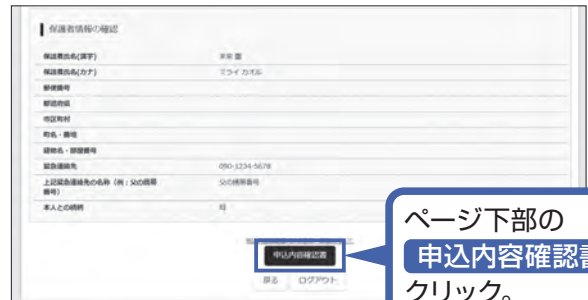 保護者情報の確認
保護者氏名(漢字) 未来 薫
保護者氏名(カナ) ミライ カオル
郵便番号
都道府県
市区町村
町名・番地
建物名・部屋番号
緊急連絡先 090-1234-5678
上記緊急連絡先の名称(例:父の携帯 父の携帯番号
番号)
本人との続柄
申込内容確認書
戻る ログアウト
ページ下部の
申込内容確認書
クリック。